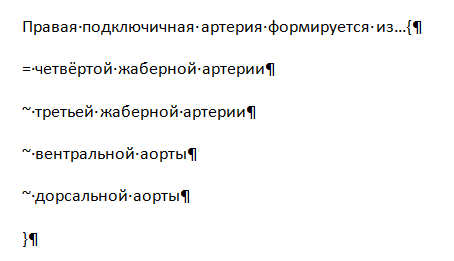 Правая·подключичная·артерия·формируется·из...{¶
=·четвёртой·жаберной·артерии¶
~·третьей·жаберной·артерии¶
~·вентральной·аорты¶
~·дорсальной·аорты¶
}¶